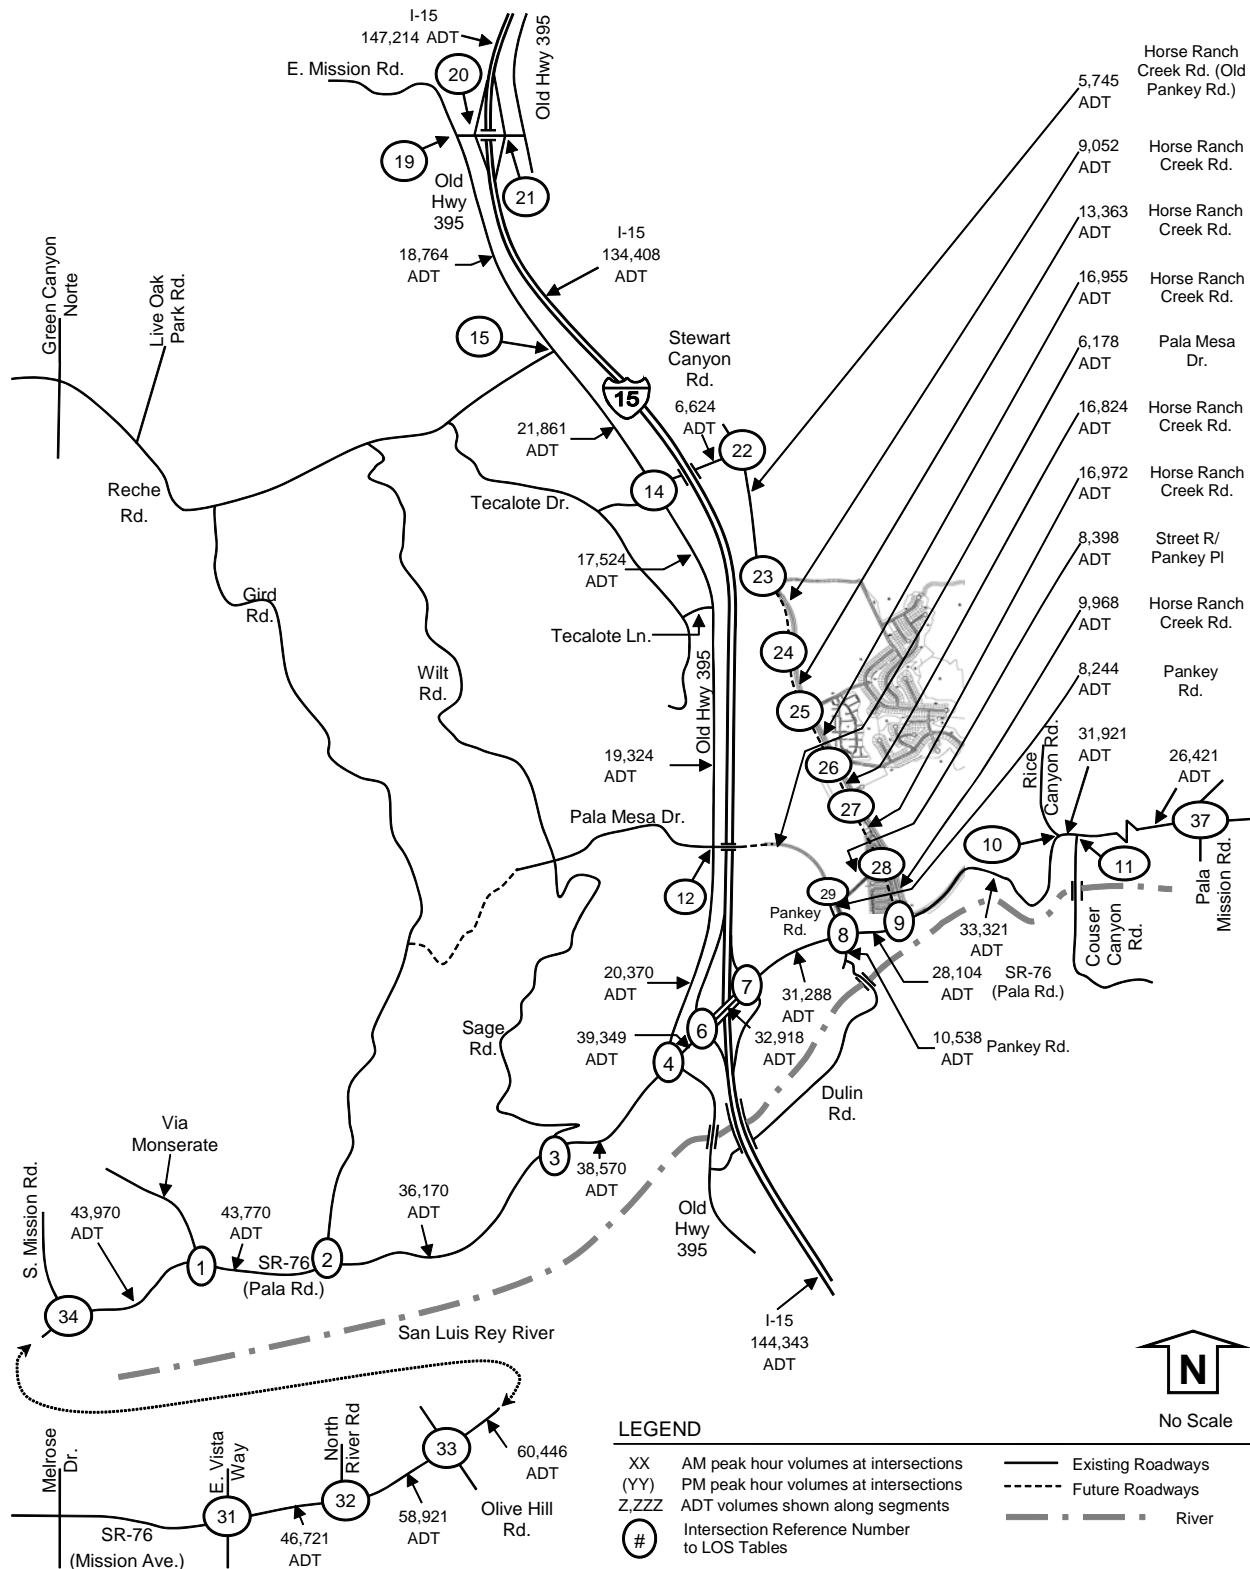 I-15
147,214 ADT
Old Hwy 395
E. Mission Rd.
20
19
21
Old
Hwy
395
18,764
ADT
I-15
134,408
ADT
Green Canyon
Norte
Live Oak
Park Rd.
15
15
Stewart
Canyon
Rd.
6,624
ADT
22
21,861
ADT
14
Reche
Rd.
Tecalote Dr.
17,524
ADT
23
Gird
Rd.
Tecalote Ln.
Wilt
Rd.
Old Hwy 395
24
25
26
27
28
29
19,324
ADT
Pala Mesa Dr.
12
Pankey
Rd.
8
9
5,745
ADT
Horse Ranch
Creek Rd. (Old
Pankey Rd.)
9,052
ADT
Horse Ranch
Creek Rd.
13,363
ADT
Horse Ranch
Creek Rd.
16,955
ADT
Horse Ranch
Creek Rd.
6,178
ADT
Pala Mesa
Dr.
16,824
ADT
Horse Ranch
Creek Rd.
16,972
ADT
Horse Ranch
Creek Rd.
8,398
ADT
Street R/
Pankey Pl
9,968
ADT
Horse Ranch
Creek Rd.
8,244
ADT
Pankey
Rd.
31,921
ADT
26,421
ADT
Rice
Canyon Rd.
37
10
11
Pala
Mission Rd.
Couser
Canyon
Rd.
33,321
ADT
28,104
ADT
SR-76
(Pala Rd.)
31,288
ADT
20,370
ADT
7
6
32,918
ADT
10,538
ADT
Pankey Rd.
39,349
ADT
4
Sage
Rd.
Dulin
Rd.
3
38,570
ADT
Old
Hwy
395
Via
Monserate
S. Mission Rd.
43,970
ADT
43,770
ADT
36,170
ADT
1
2
SR-76
(Pala Rd.)
34
San Luis Rey River
I-15
144,343
ADT
N
No Scale
Melrose
Dr.
E. Vista
Way
North
River Rd
33
60,446
ADT
31
32
SR-76
(Mission Ave.)
46,721
ADT
58,921
ADT
Olive Hill
Rd.
LEGEND
XX AM peak hour volumes at intersections
(YY) PM peak hour volumes at intersections
Z,ZZZ ADT volumes shown along segments
# Intersection Reference Number
to LOS Tables
Existing Roadways
Future Roadways
River